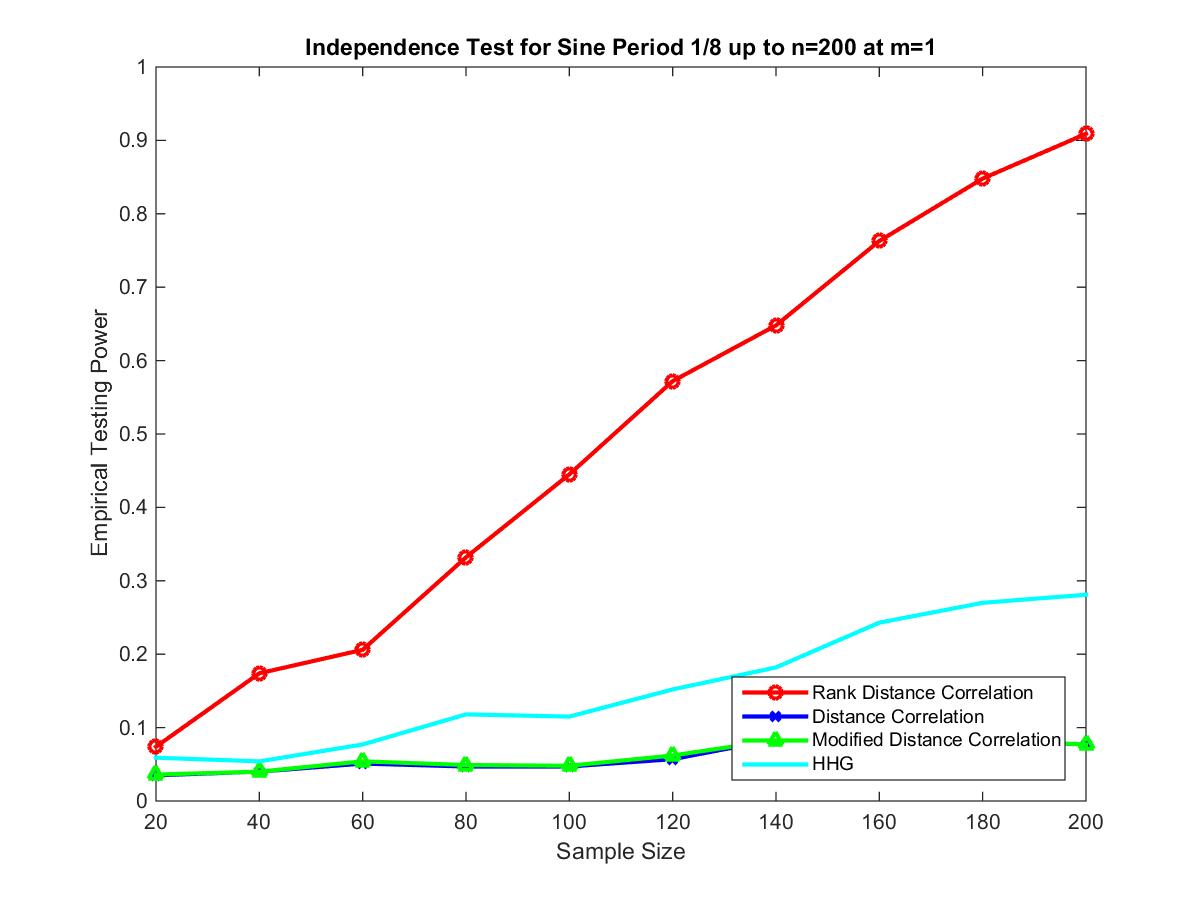 Independence Test for Sine Period 1/8 up to n=200 at m=1
1
0.9
0.8
0.7
0.6
0.5
0.4
0.3
0.2
0.1
0
Empirical Testing Power
Rank Distance Correlation
Distance Correlation
Modified Distance Correlation
HHG
20 40 60 80 100 120 140 160 180 200
Sample Size